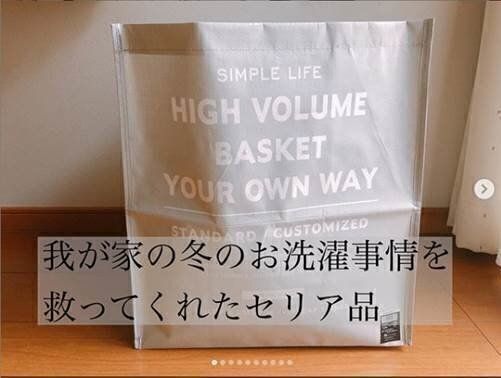 SIMPLE LIFE
HIGH VOLUME
BASKET
YOUR OWN WAY
STANDARD / CUSTOMIZED
我が家の冬のお洗濯事情を
救ってくれたセリア品